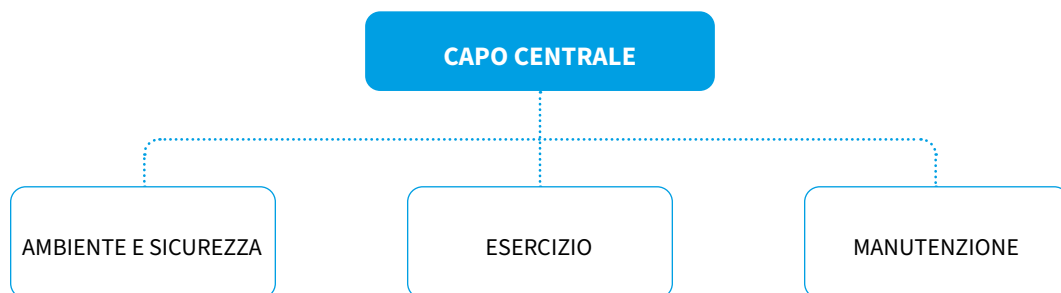 CAPO CENTRALE
AMBIENTE E SICUREZZA
ESERCIZIO
MANUTENZIONE